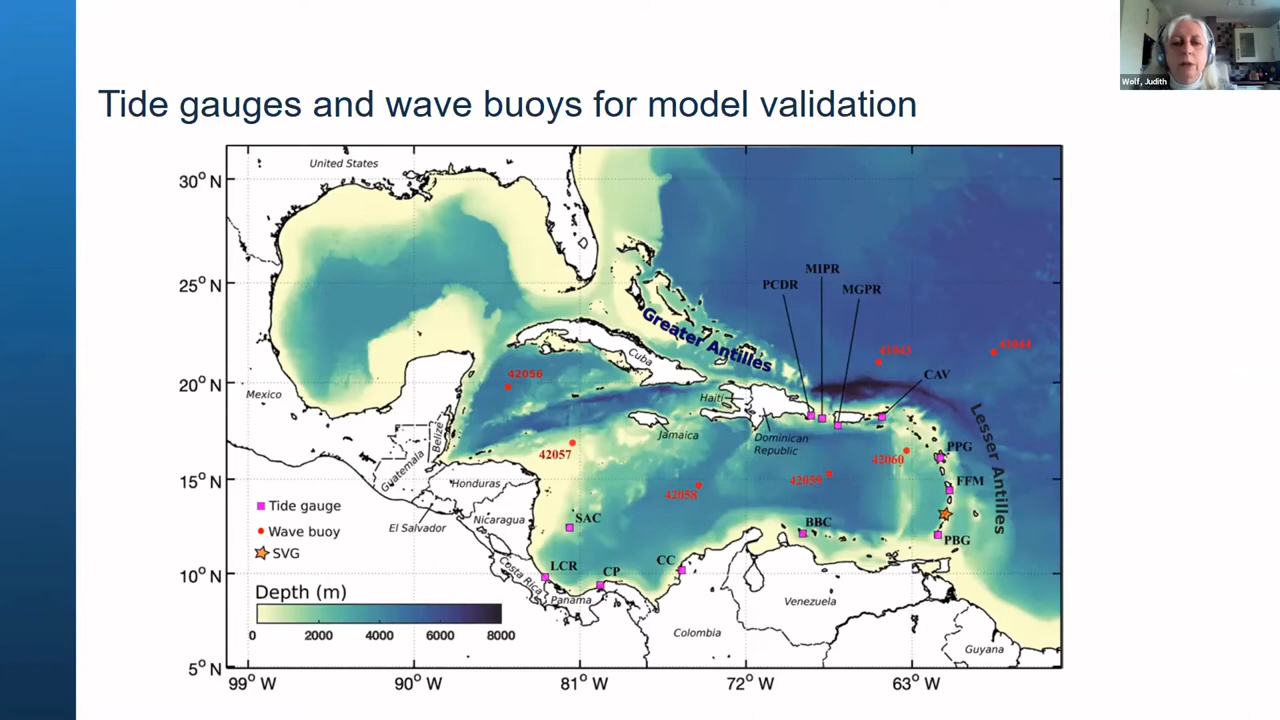 Wolf, Judith
Tide gauges and wave buoys for model validation
United States
30° N
MIPR
PCDR
MGPR
25° N
Greater Antilles
41043
41044
Cuba
42056
CAV
20° N
Mexico
Haiti
Lesser Antilles
Jamaica
Dominican
Republic
Belize
PPG
42057
42060
Guatemala
42059
FFM
15° N
Honduras
42058
Tide gauge
SAC
Nicaragua
BBC
El Salvador
Wave buoy
PBG
SVG
CC
LCR
CP
10° N
Costa Rica
Depth (m)
Panama
Venezuela
0 2000 4000 6000 8000
Colombia
Guyana
5° N
99° W 90° W 81° W 72° W 63° W